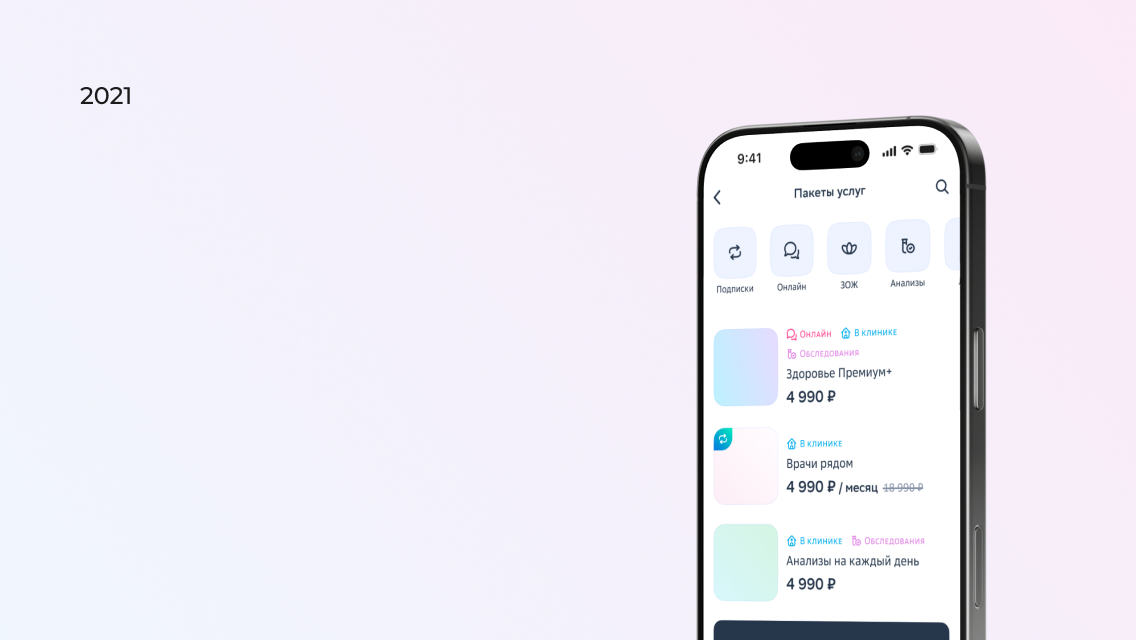 2021
9:41
Пакеты услуг
Подписки
Онлайн
ЗОЖ
Анализы
Онлайн
В клинике
Обследования
Здоровье Премиум+
4 990 ₽
В клинике
Врачи рядом
4 990 ₽ / месяц 18 990 ₽
В клинике
Обследования
Анализы на каждый день
4 990 ₽